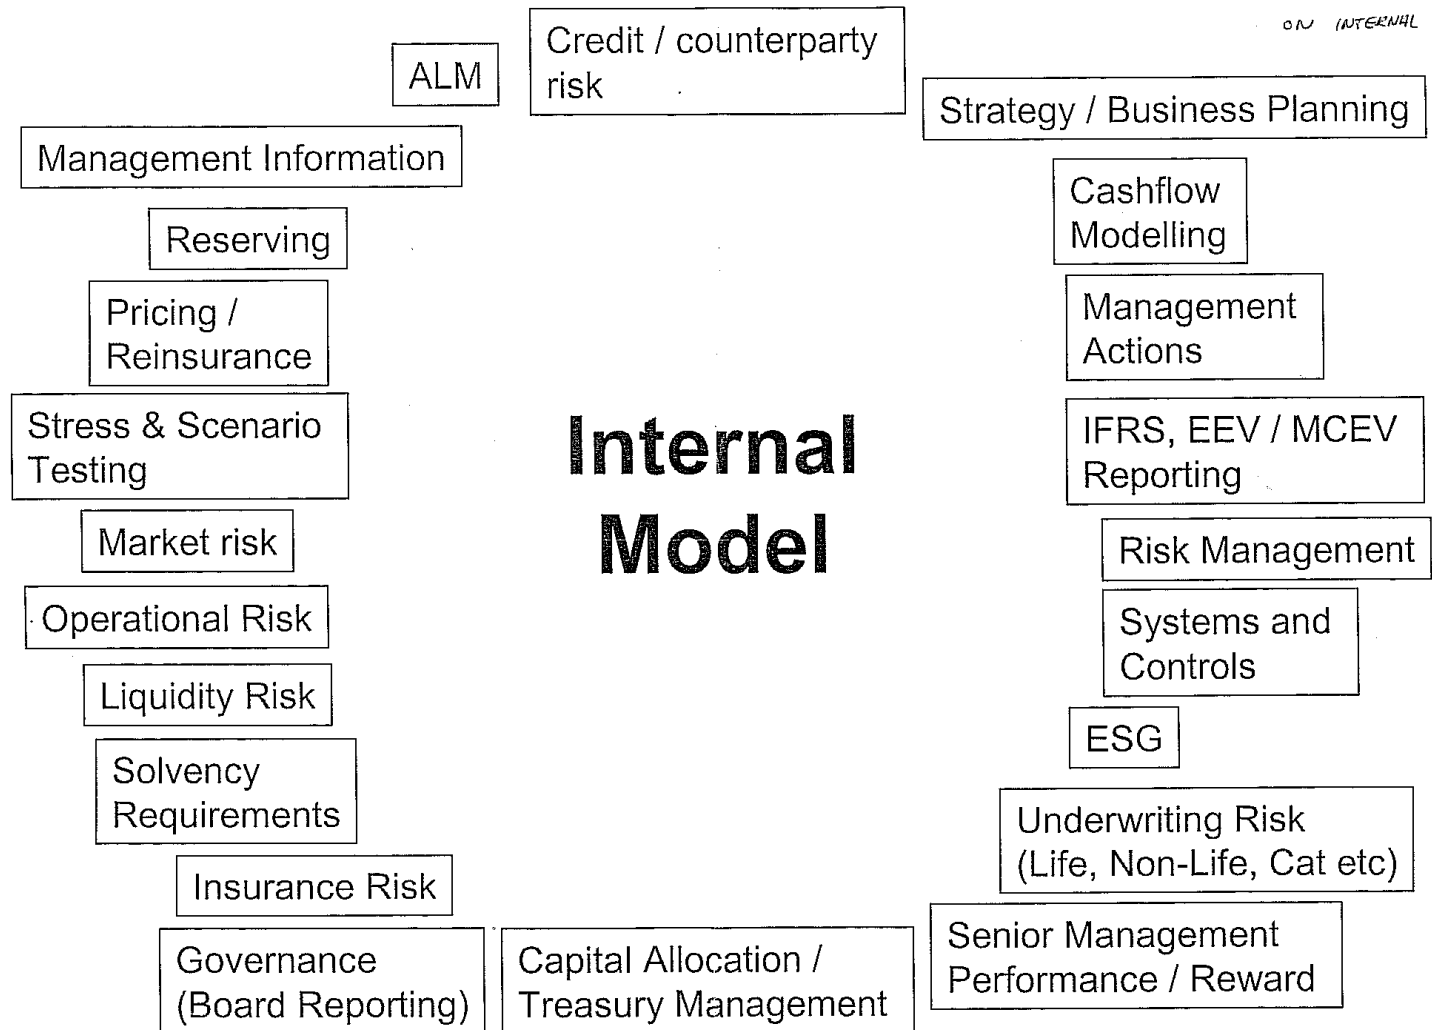 ON INTERNAL
Credit / counterparty
risk
ALM
Strategy / Business Planning
Management Information
Cashflow
Modelling
Reserving
Management
Actions
Pricing /
Reinsurance
IFRS, EEV / MCEV
Reporting
Stress & Scenario
Testing
Internal
Model
Market risk
Risk Management
Operational Risk
Systems and
Controls
Liquidity Risk
ESG
Solvency
Requirements
Underwriting Risk
(Life, Non-Life, Cat etc)
Insurance Risk
Senior Management
Performance / Reward
Governance
(Board Reporting)
Capital Allocation /
Treasury Management